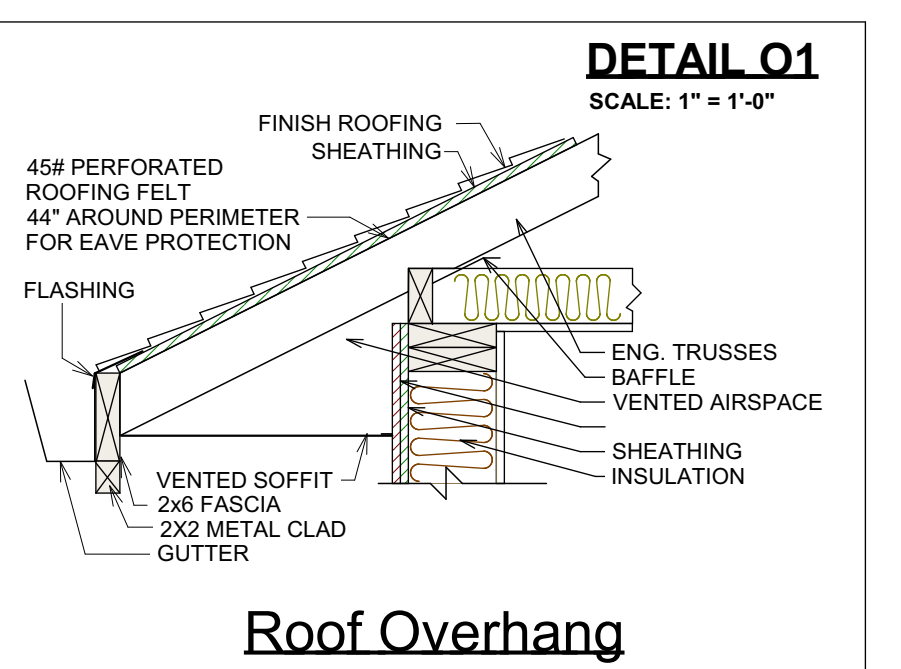 DETAIL O1
SCALE: 1" = 1'-0"
FINISH ROOFING
SHEATHING
45# PERFORATED
ROOFING FELT
44" AROUND PERIMETER
FOR EAVE PROTECTION
FLASHING
ENG. TRUSSES
BAFFLE
VENTED AIRSPACE
SHEATHING
INSULATION
VENTED SOFFIT
2x6 FASCIA
2X2 METAL CLAD
GUTTER
Roof Overhang